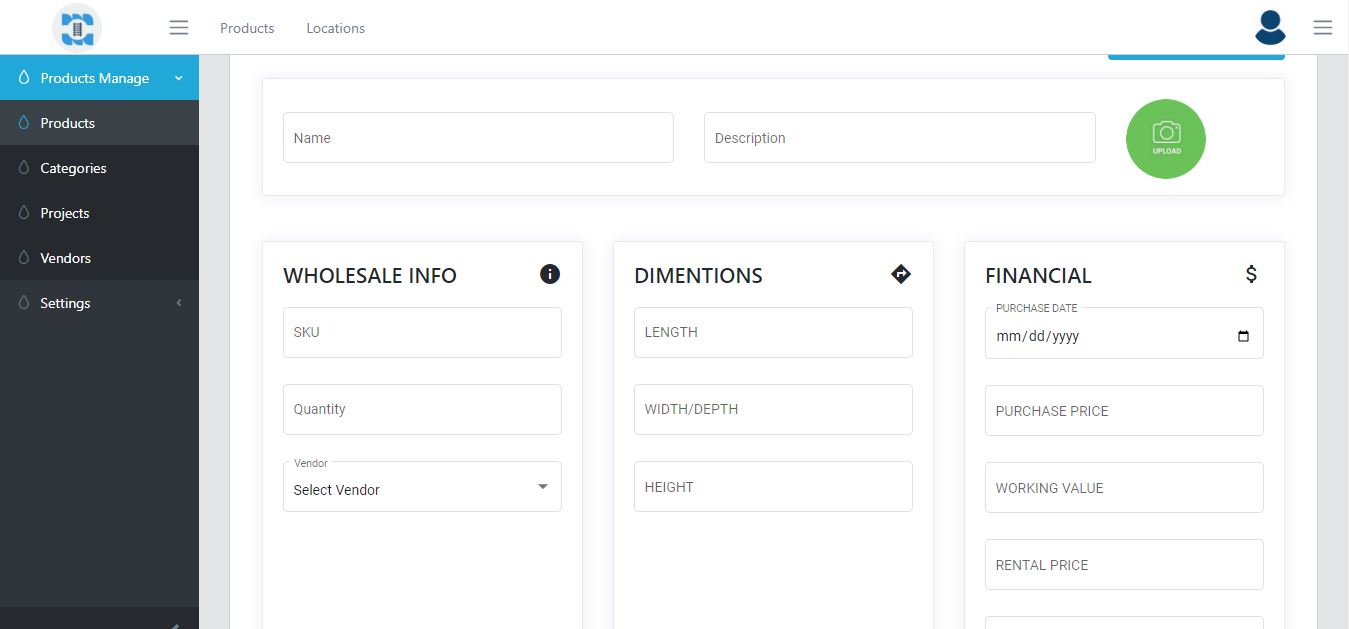 Products
Locations
Products Manage
Products
Categories
Projects
Vendors
Settings
Name
Description
UPLOAD
WHOLESALE INFO
SKU
Quantity
Vendor
Select Vendor
DIMENTIONS
LENGTH
WIDTH/DEPTH
HEIGHT
FINANCIAL
PURCHASE DATE
mm/dd/yyyy
PURCHASE PRICE
WORKING VALUE
RENTAL PRICE